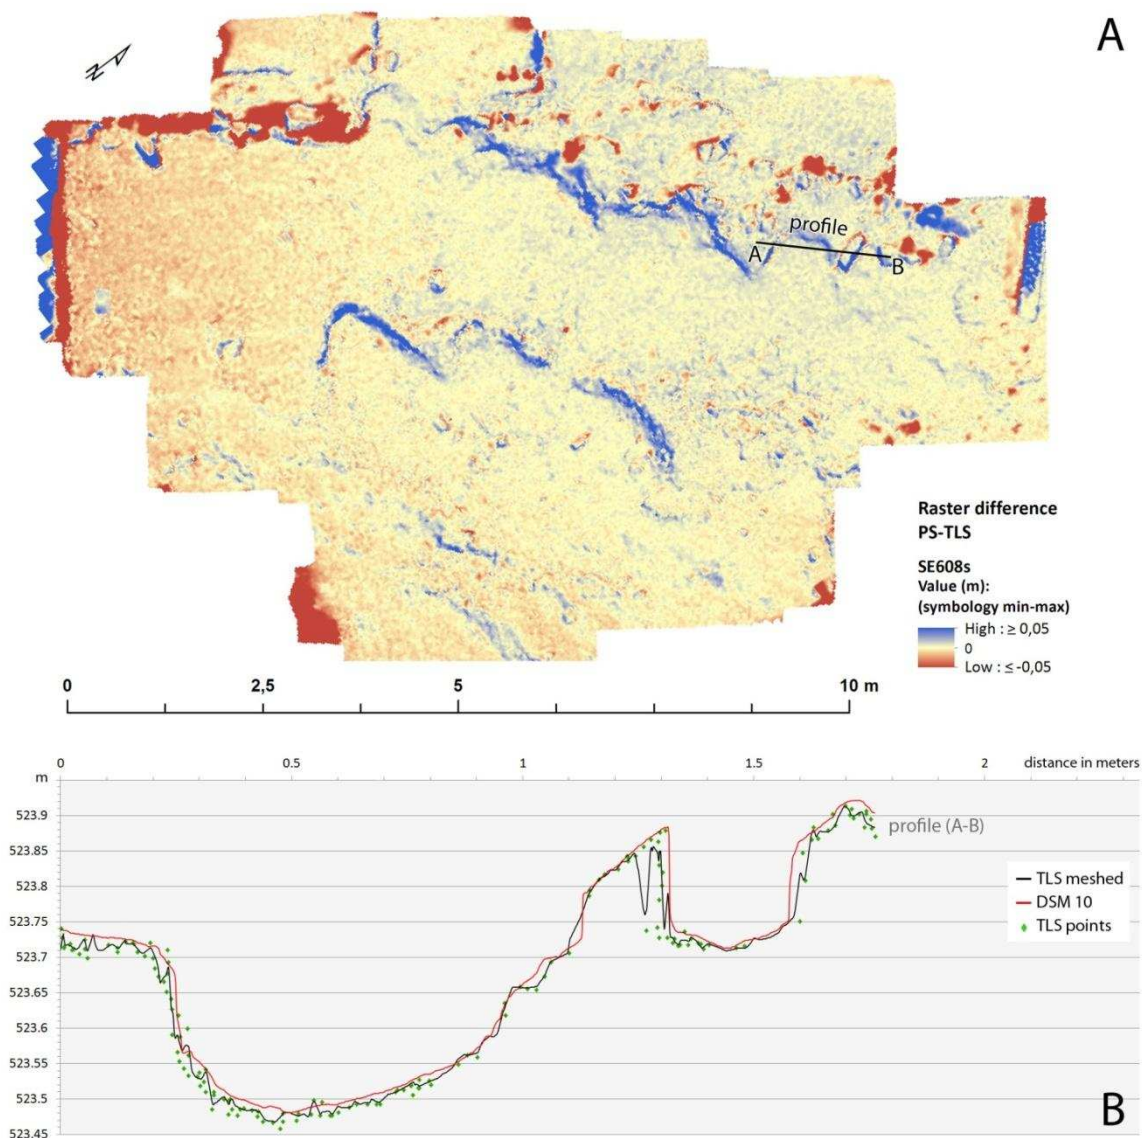 A
N
profile
A
B
Raster difference
PS-TLS
SE608s
Value (m):
(symbology min-max)
High : ≥ 0,05
0
Low : ≤ -0,05
0 2,5 5 10 m
0 0.5 1 1.5 2 distance in meters
m
523.9
profile (A-B)
523.85
TLS meshed
523.8
DSM 10
TLS points
523.75
523.7
523.65
523.6
523.55
523.5
B
523.45